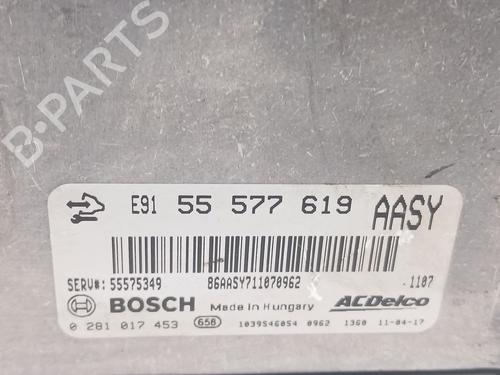 B-PARTS
E91 55 577 619 AASY
SERV#: 55575349 86AASY711070962 .1107
BOSCH Made in Hungary ACDelco
0 281 017 453 658 1039S46054 0962 1360 11-04-17